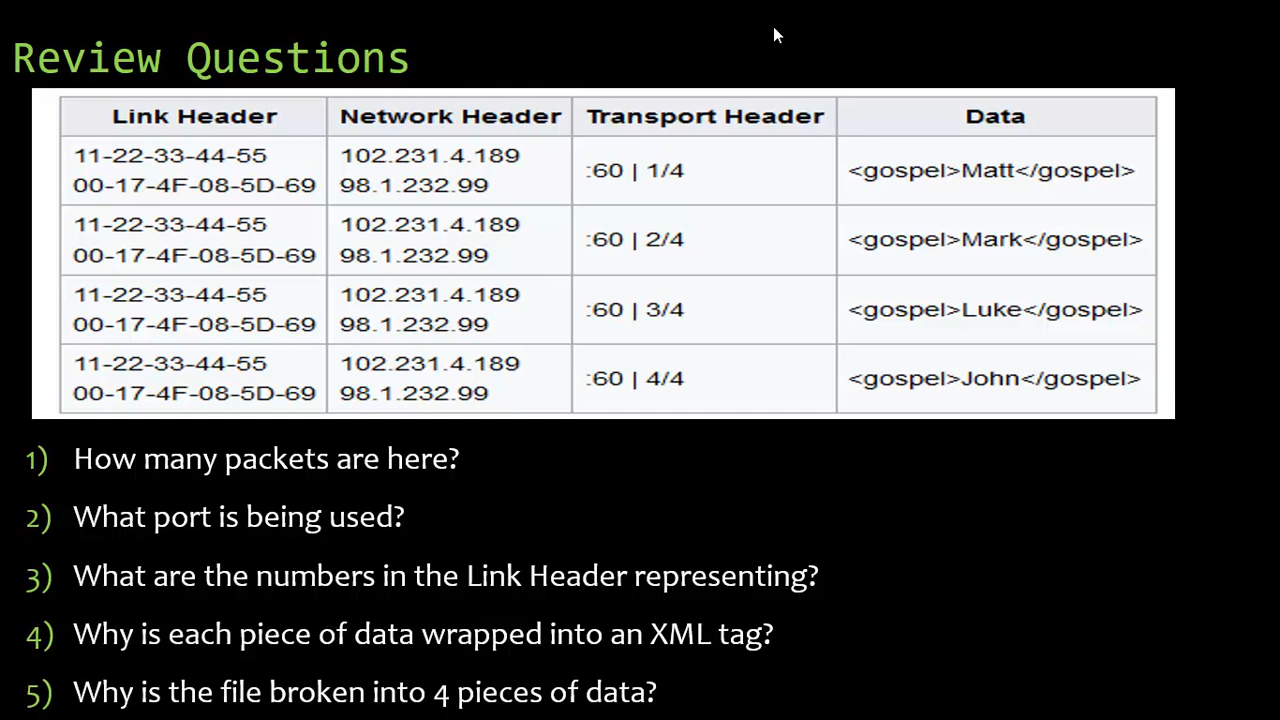 Review Questions
Link Header Network Header Transport Header Data
11-22-33-44-55 102.231.4.189
:60 | 1/4 <gospel>Matt</gospel>
00-17-4F-08-5D-69 98.1.232.99
11-22-33-44-55 102.231.4.189
:60 | 2/4 <gospel>Mark</gospel>
00-17-4F-08-5D-69 98.1.232.99
11-22-33-44-55 102.231.4.189
:60 | 3/4 <gospel>Luke</gospel>
00-17-4F-08-5D-69 98.1.232.99
11-22-33-44-55 102.231.4.189
:60 | 4/4 <gospel>John</gospel>
00-17-4F-08-5D-69 98.1.232.99
1) How many packets are here?
2) What port is being used?
3) What are the numbers in the Link Header representing?
4) Why is each piece of data wrapped into an XML tag?
5) Why is the file broken into 4 pieces of data?